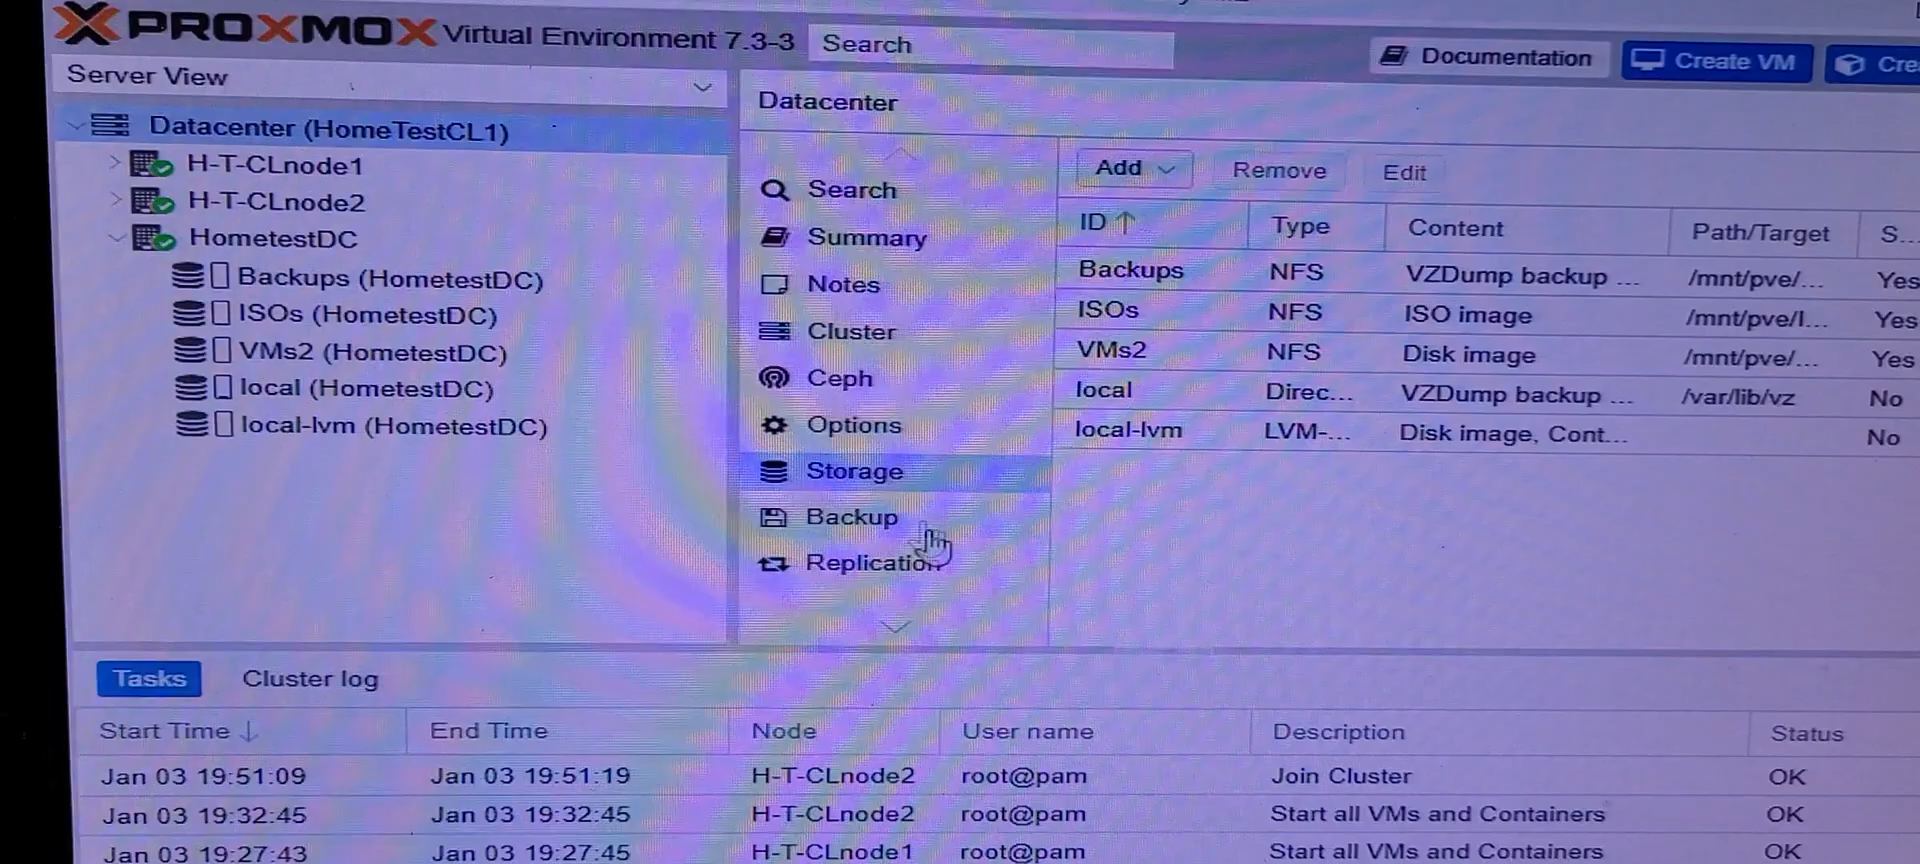 PROXMOX Virtual Environment 7.3-3 Search Documentation Create VM
Server View
Datacenter (HomeTestCL1)
H-T-CLnode1
H-T-CLnode2
HometestDC
Backups (HometestDC)
ISOs (HometestDC)
VMs2 (HometestDC)
local (HometestDC)
local-lvm (HometestDC)
Datacenter
Search
Summary
Notes
Cluster
Ceph
Options
Storage
Backup
Replication
Add Remove Edit
ID Type Content Path/Target S...
Backups NFS VZDump backup ... /mnt/pve/... Yes
ISOs NFS ISO image /mnt/pve/I... Yes
VMs2 NFS Disk image /mnt/pve/... Yes
local Direc... VZDump backup ... /var/lib/vz No
local-lvm LVM-... Disk image, Cont... No
Tasks Cluster log
Start Time End Time Node User name Description Status
Jan 03 19:51:09 Jan 03 19:51:19 H-T-CLnode2 root@pam Join Cluster OK
Jan 03 19:32:45 Jan 03 19:32:45 H-T-CLnode2 root@pam Start all VMs and Containers OK
Jan 03 19:27:43 Jan 03 19:27:45 H-T-CLnode1 root@pam Start all VMs and Containers OK